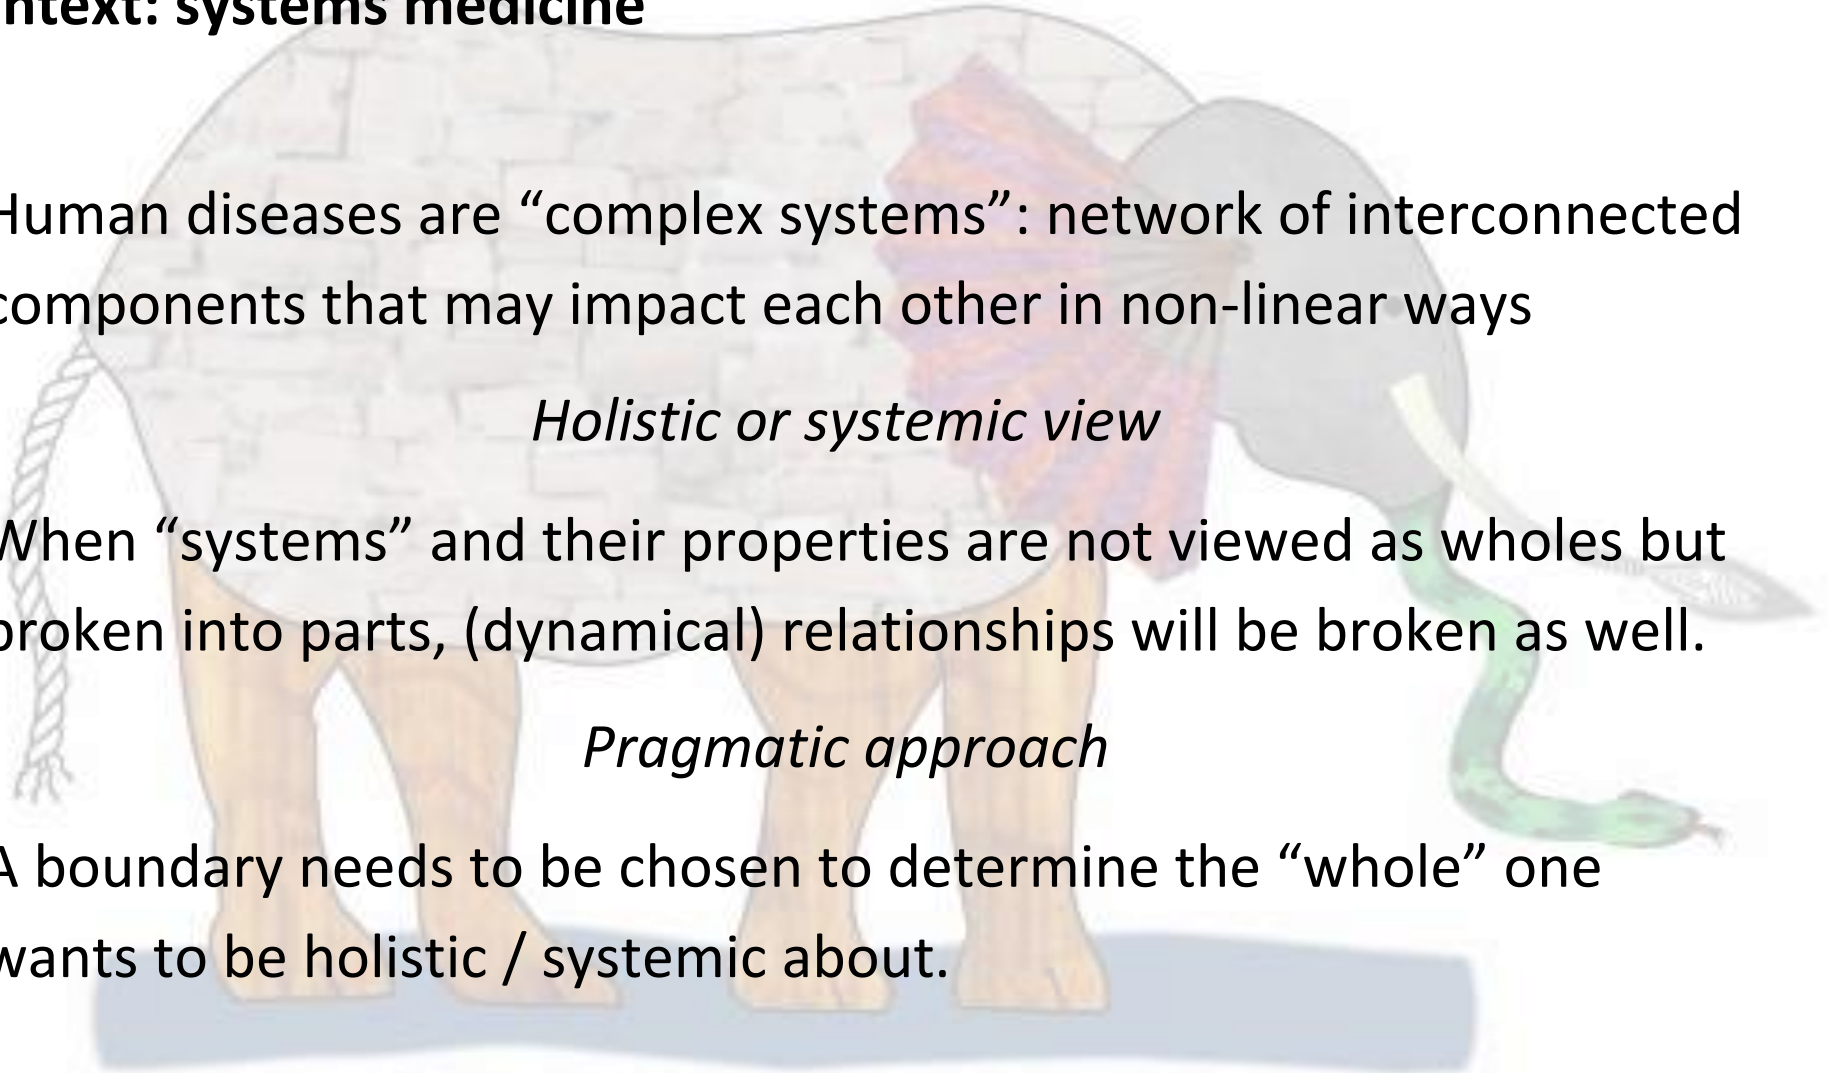 ntext: systems medicine
Human diseases are “complex systems”: network of interconnected
components that may impact each other in non-linear ways
Holistic or systemic view
When “systems” and their properties are not viewed as wholes but
broken into parts, (dynamical) relationships will be broken as well.
Pragmatic approach
A boundary needs to be chosen to determine the “whole” one
wants to be holistic / systemic about.